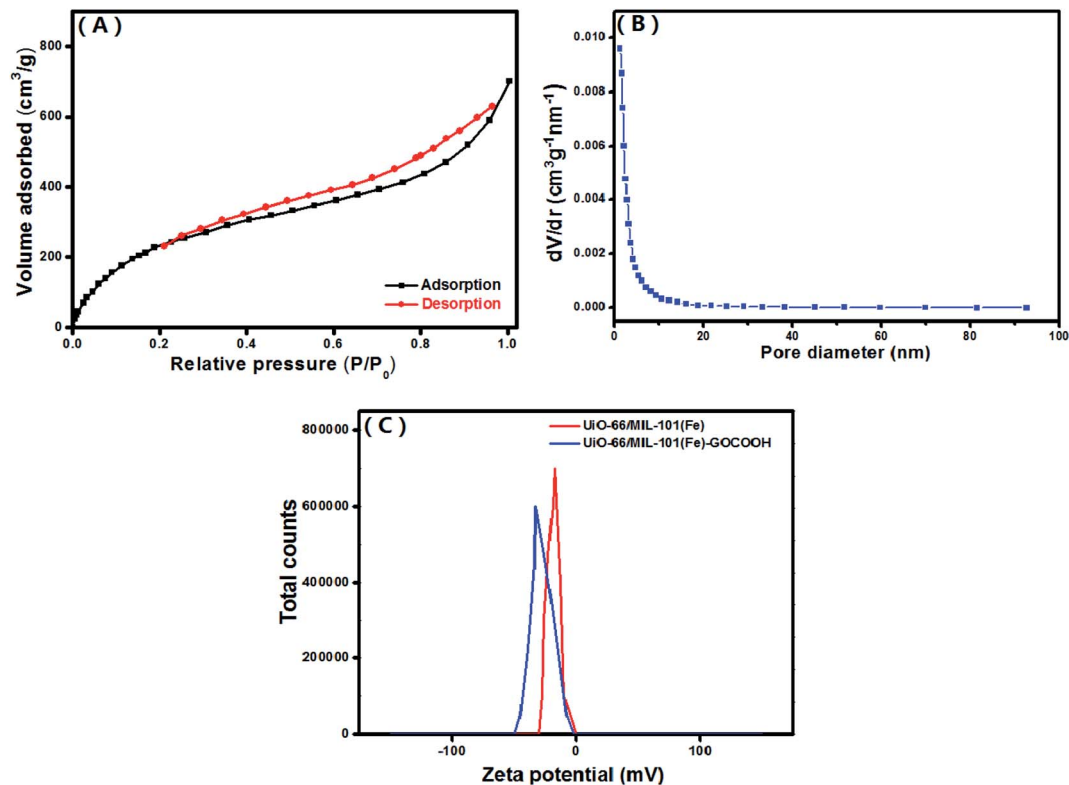 ( A )
Volume adsorbed (cm³/g)
800
600
400
200
0
Adsorption
Desorption
0.0 0.2 0.4 0.6 0.8 1.0
Relative pressure (P/P₀)
( B )
dV/dr (cm³g⁻¹nm⁻¹)
0.010
0.008
0.006
0.004
0.002
0.000
0 20 40 60 80 100
Pore diameter (nm)
( C )
Total counts
800000
600000
400000
200000
0
UiO-66/MIL-101(Fe)
UiO-66/MIL-101(Fe)-GOCOOH
-100 0 100
Zeta potential (mV)